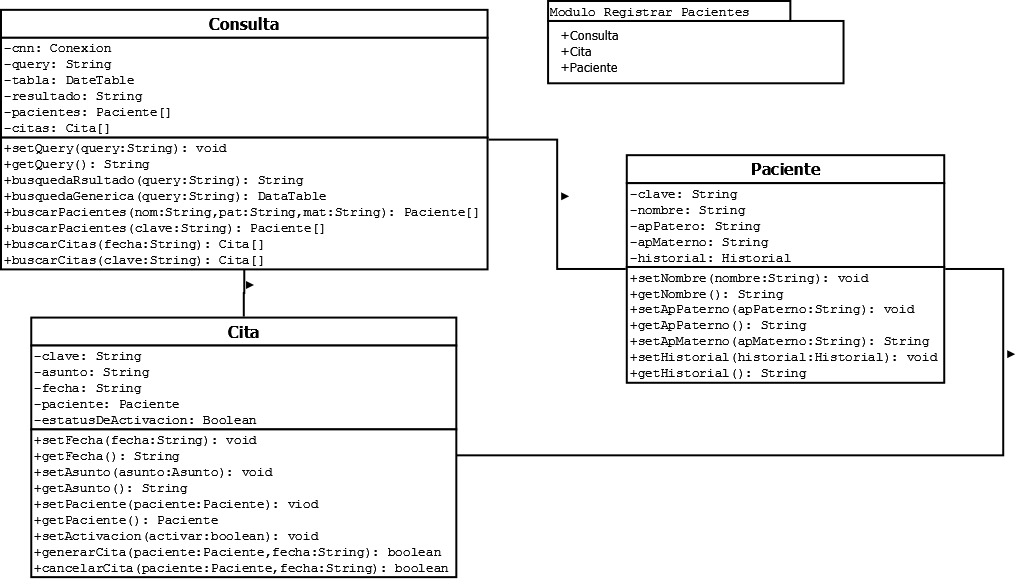 Consulta
-cnn: Conexion
-query: String
-tabla: DateTable
-resultado: String
-pacientes: Paciente[]
-citas: Cita[]
+setQuery(query:String): void
+getQuery(): String
+busquedaRsultado(query:String): String
+busquedaGenerica(query:String): DataTable
+buscarPacientes(nom:String,pat:String,mat:String): Paciente[]
+buscarPacientes(clave:String): Paciente[]
+buscarCitas(fecha:String): Cita[]
+buscarCitas(clave:String): Cita[]
Modulo Registrar Pacientes
+Consulta
+Cita
+Paciente
Paciente
-clave: String
-nombre: String
-apPatero: String
-apMaterno: String
-historial: Historial
+setNombre(nombre:String): void
+getNombre(): String
+setApPaterno(apPaterno:String): void
+getApPaterno(): String
+setApMaterno(apMaterno:String): String
+setHistorial(historial:Historial): void
+getHistorial(): String
Cita
-clave: String
-asunto: String
-fecha: String
-paciente: Paciente
-estatusDeActivacion: Boolean
+setFecha(fecha:String): void
+getFecha(): String
+setAsunto(asunto:Asunto): void
+getAsunto(): String
+setPaciente(paciente:Paciente): viod
+getPaciente(): Paciente
+setActivacion(activar:boolean): void
+generarCita(paciente:Paciente,fecha:String): boolean
+cancelarCita(paciente:Paciente,fecha:String): boolean